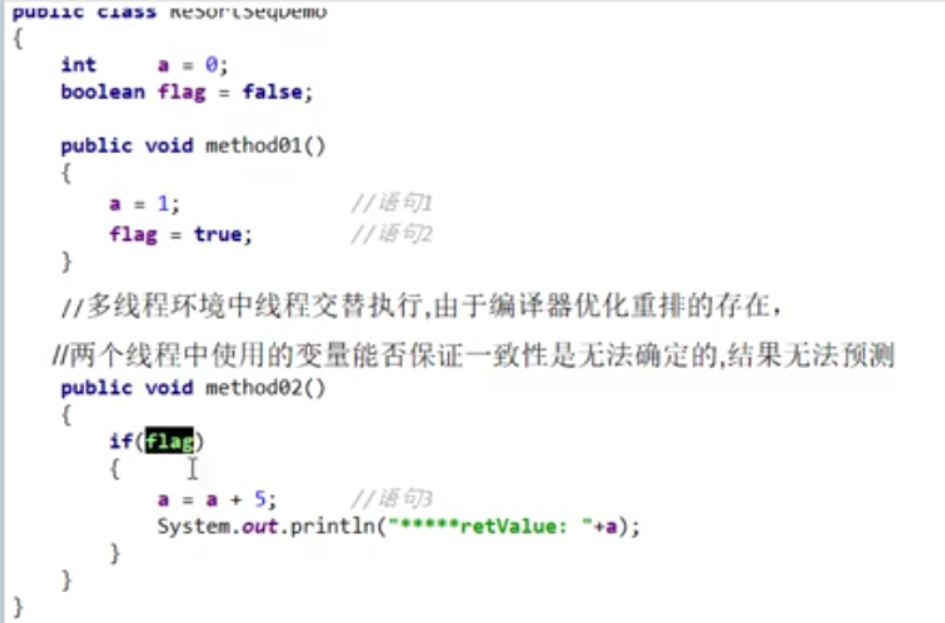 public class ReSortSeqDemo
{
int a = 0;
boolean flag = false;
public void method01()
{
a = 1; //语句1
flag = true; //语句2
}
//多线程环境中线程交替执行,由于编译器优化重排的存在，
//两个线程中使用的变量能否保证一致性是无法确定的,结果无法预测
public void method02()
{
if(flag)
{
a = a + 5; //语句3
System.out.println("*****retValue: "+a);
}
}
}